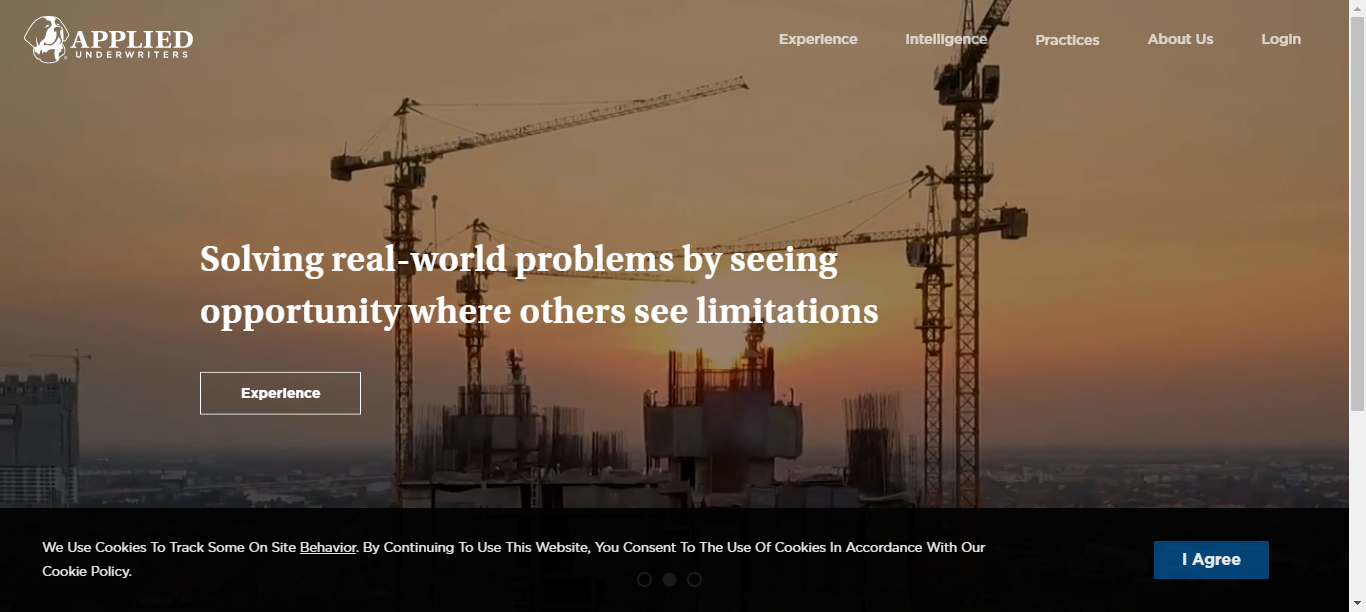 APPLIED
UNDERWRITERS
Experience
Intelligence
Practices
About Us
Login
Solving real-world problems by seeing
opportunity where others see limitations
Experience
We Use Cookies To Track Some On Site Behavior. By Continuing To Use This Website, You Consent To The Use Of Cookies In Accordance With Our
Cookie Policy.
I Agree